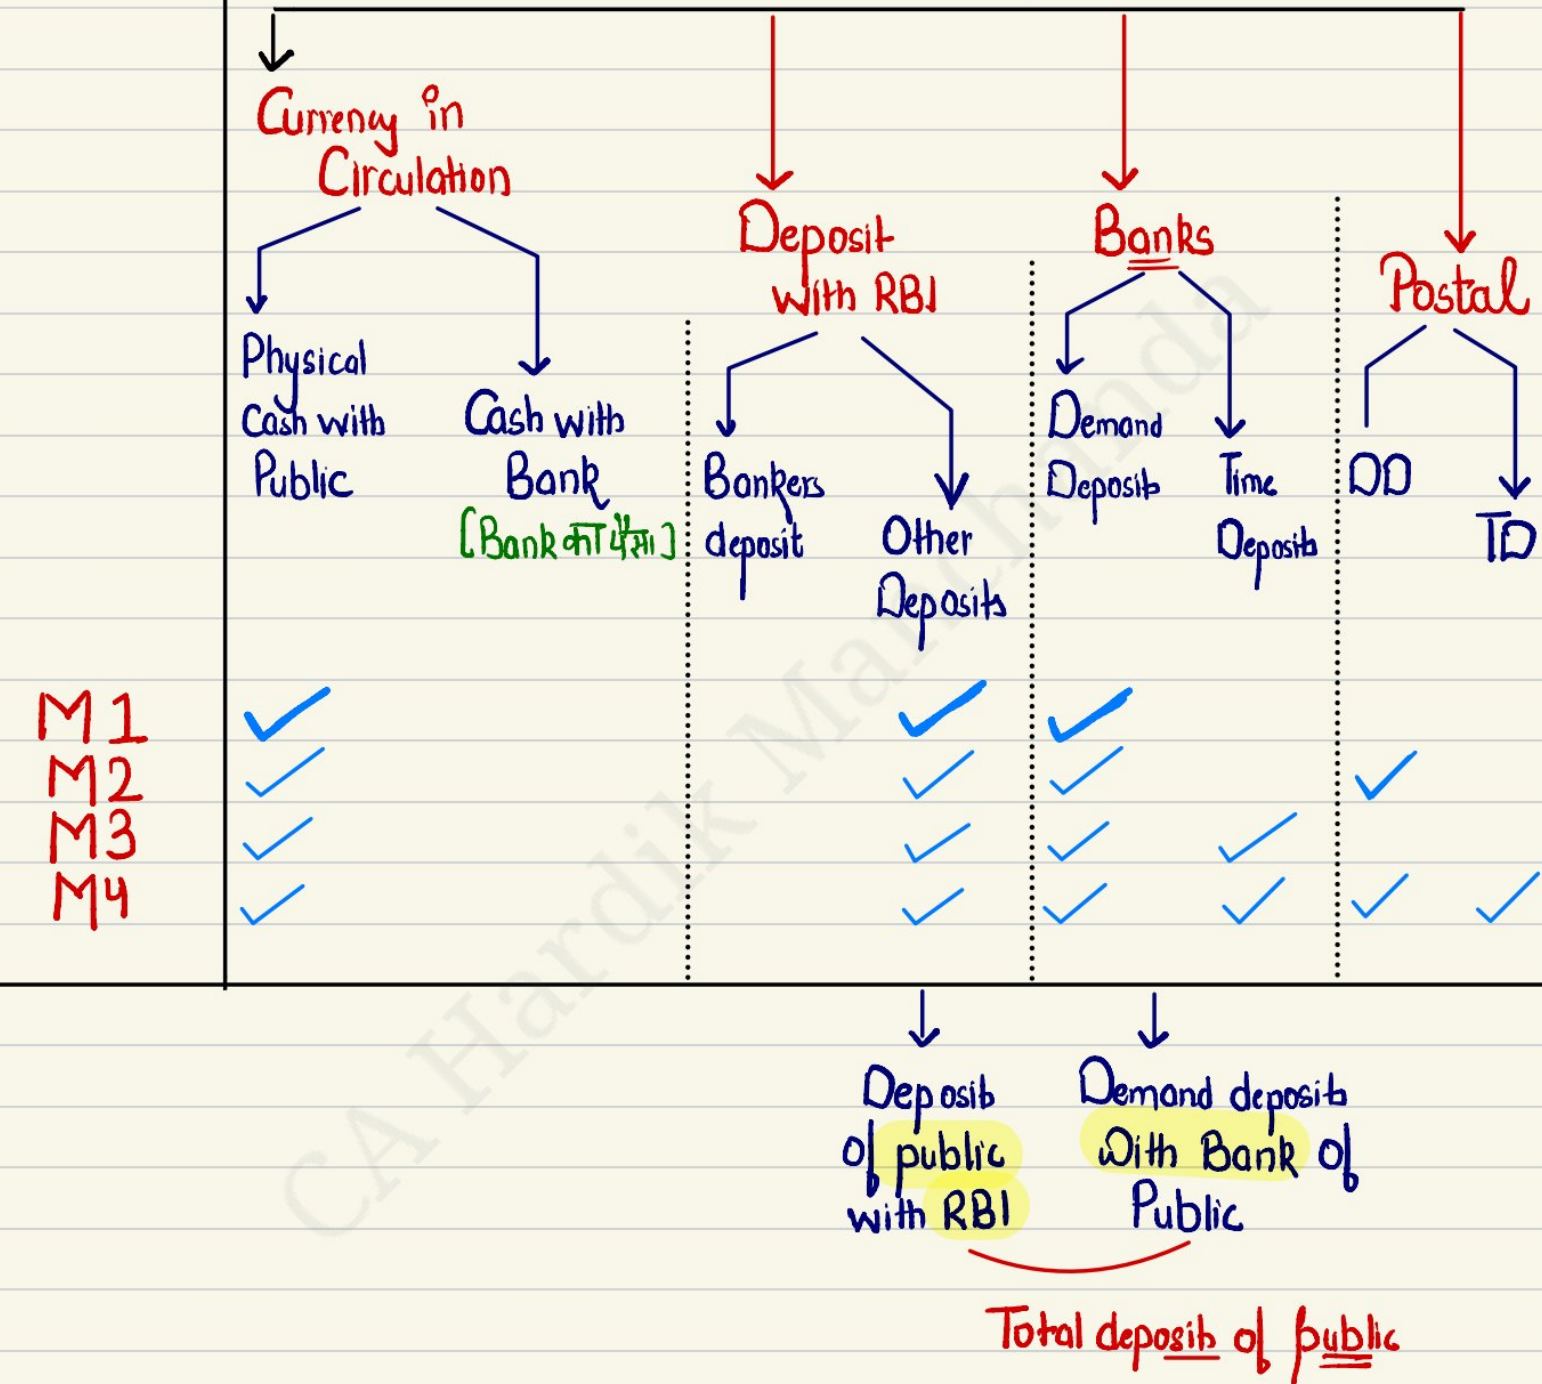 Currency in
Circulation
Physical
Cash with
Public
Cash with
Bank
[Bank का पैसा]
Deposit
with RBI
Bankers
deposit
Other
Deposits
Banks
Demand
Deposits
Time
Deposits
Postal
DD
TD
M1
M2
M3
M4
Deposits
of public
with RBI
Demand deposits
With Bank of
Public
Total deposits of public
CA Hardik Manchanda